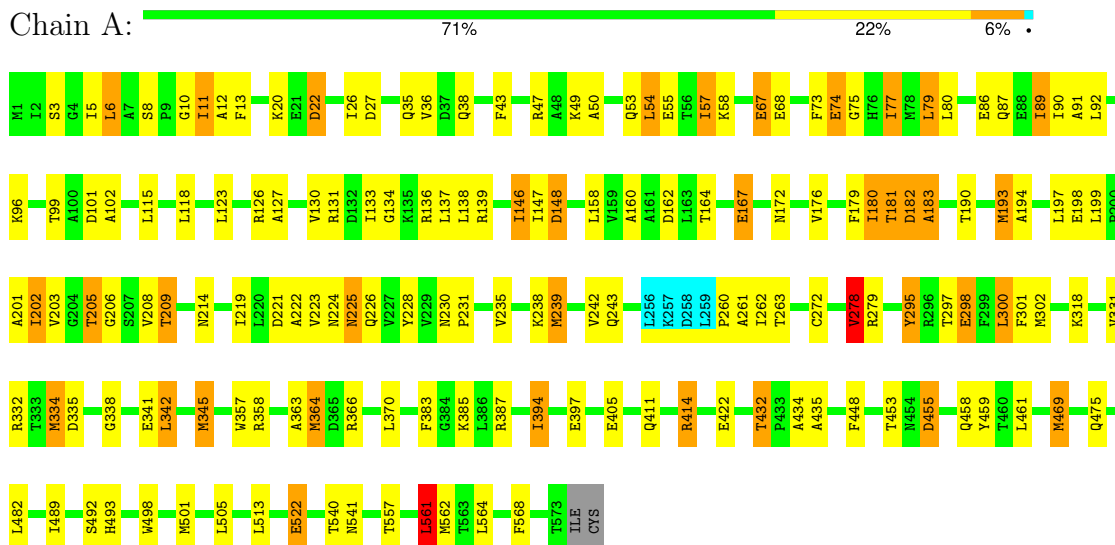 Chain A:
71% 22% 6% •
M1 I2 S3 G4 I5 L6 A7 S8 P9 G10 I11 A12 F13 K20 E21 D22 I26 D27 Q35 V36 D37 Q38 F43 R47 A48 K49 A50 Q53 L54 E55 T56 I57 K58 E67 E68 F73 E74 G75 H76 I77 M78 L79 L80 E86 Q87 E88 I89 I90 A91 L92
K96 T99 A100 D101 A102 L115 L118 L123 R126 A127 V130 R131 D132 I133 G134 K135 R136 L137 L138 R139 I146 I147 D148 L158 V159 A160 A161 D162 L163 T164 E167 N172 V176 F179 I180 T181 D182 A183 T190 M193 A194 L197 E198 L199 P200
A201 I202 V203 G204 T205 G206 S207 V208 T209 N214 I219 L220 D221 A222 V223 N224 N225 Q226 V227 Y228 V229 N230 P231 V235 K238 M239 V242 Q243 L256 K257 D258 L259 P260 A261 I262 T263 C272 V278 R279 Y295 R296 T297 E298 F299 L300 F301 M302 K318 V331
R332 T333 M334 D335 G338 E341 L342 M345 W357 R358 A363 M364 D365 R366 L370 F383 G384 K385 L386 R387 I394 E397 E405 Q411 R414 E422 T432 P433 A434 A435 F448 T453 N454 D455 Q458 Y459 T460 L461 M469 Q475
L482 I489 S492 H493 W498 M501 L505 L513 E522 T540 N541 T557 L561 M562 T563 L564 F568 T573 ILE CYS